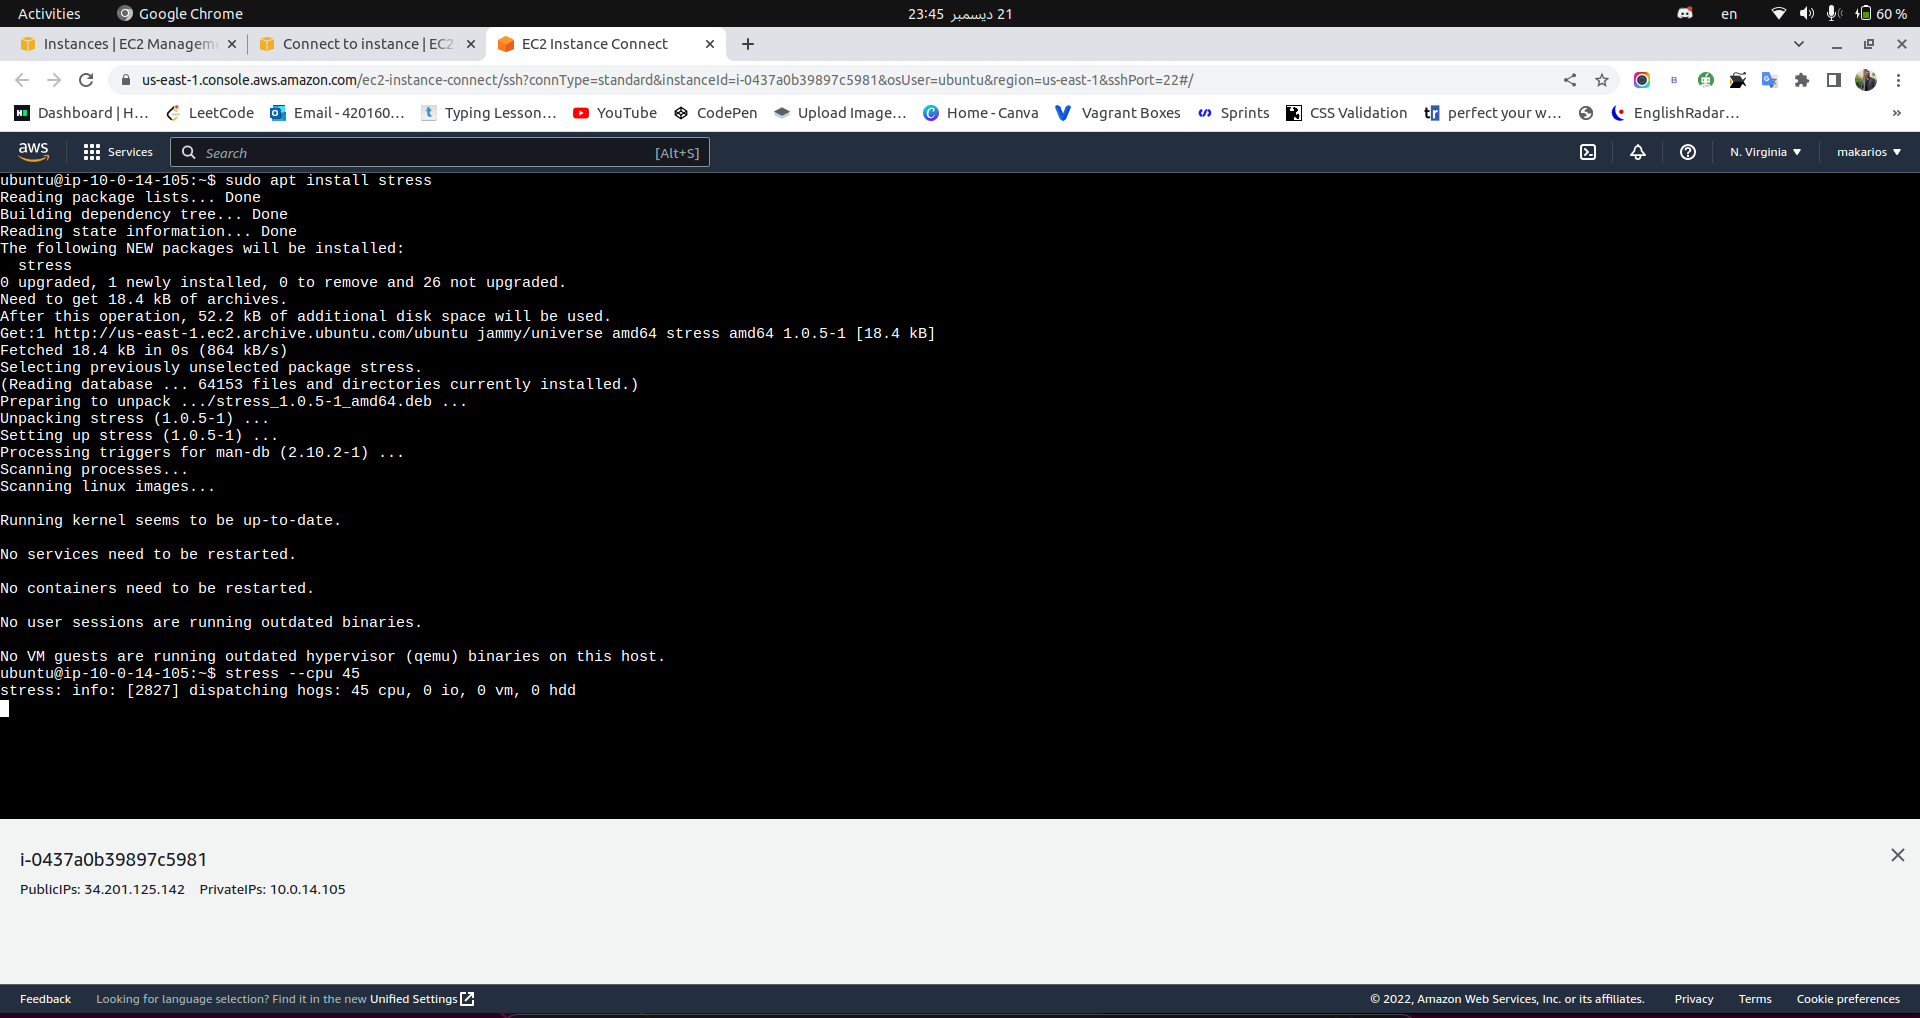 Activities Google Chrome 23:45 21 ديسمبر en 60 %
Instances | EC2 Managem Connect to instance | EC2 EC2 Instance Connect
us-east-1.console.aws.amazon.com/ec2-instance-connect/ssh?connType=standard&instanceId=i-0437a0b39897c5981&osUser=ubuntu&region=us-east-1&sshPort=22#/
Dashboard | H... LeetCode Email - 420160... Typing Lesson... YouTube CodePen Upload Image... Home - Canva Vagrant Boxes Sprints CSS Validation perfect your w... EnglishRadar... »
aws Services Search [Alt+S] N. Virginia makarios
ubuntu@ip-10-0-14-105:~$ sudo apt install stress
Reading package lists... Done
Building dependency tree... Done
Reading state information... Done
The following NEW packages will be installed:
  stress
0 upgraded, 1 newly installed, 0 to remove and 26 not upgraded.
Need to get 18.4 kB of archives.
After this operation, 52.2 kB of additional disk space will be used.
Get:1 http://us-east-1.ec2.archive.ubuntu.com/ubuntu jammy/universe amd64 stress amd64 1.0.5-1 [18.4 kB]
Fetched 18.4 kB in 0s (864 kB/s)
Selecting previously unselected package stress.
(Reading database ... 64153 files and directories currently installed.)
Preparing to unpack .../stress_1.0.5-1_amd64.deb ...
Unpacking stress (1.0.5-1) ...
Setting up stress (1.0.5-1) ...
Processing triggers for man-db (2.10.2-1) ...
Scanning processes...
Scanning linux images...
Running kernel seems to be up-to-date.
No services need to be restarted.
No containers need to be restarted.
No user sessions are running outdated binaries.
No VM guests are running outdated hypervisor (qemu) binaries on this host.
ubuntu@ip-10-0-14-105:~$ stress --cpu 45
stress: info: [2827] dispatching hogs: 45 cpu, 0 io, 0 vm, 0 hdd
i-0437a0b39897c5981
PublicIPs: 34.201.125.142 PrivateIPs: 10.0.14.105
Feedback Looking for language selection? Find it in the new Unified Settings © 2022, Amazon Web Services, Inc. or its affiliates. Privacy Terms Cookie preferences